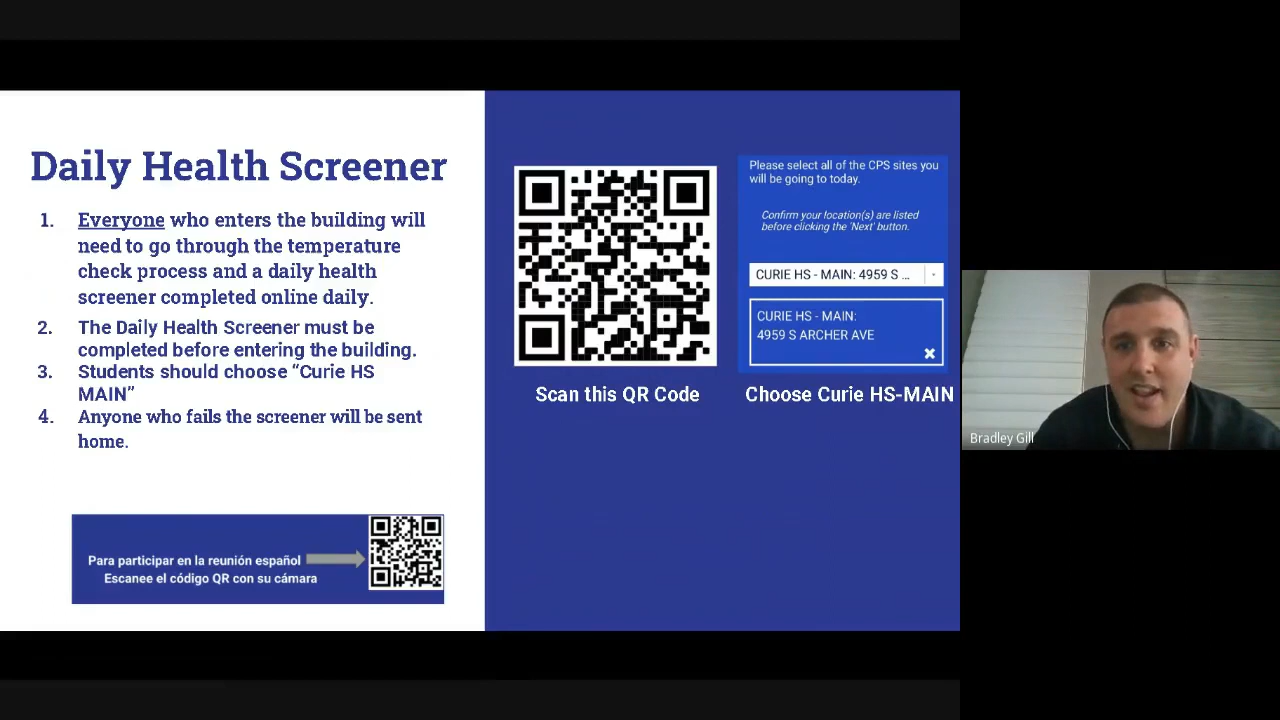 Daily Health Screener
1. Everyone who enters the building will
need to go through the temperature
check process and a daily health
screener completed online daily.
2. The Daily Health Screener must be
completed before entering the building.
3. Students should choose “Curie HS
MAIN”
4. Anyone who fails the screener will be sent
home.
Para participar en la reunión español
Escanee el código QR con su cámara
Please select all of the CPS sites you
will be going to today.
Confirm your location(s) are listed
before clicking the 'Next' button.
CURIE HS - MAIN: 4959 S ...
CURIE HS - MAIN:
4959 S ARCHER AVE
Scan this QR Code
Choose Curie HS-MAIN
Bradley Gill